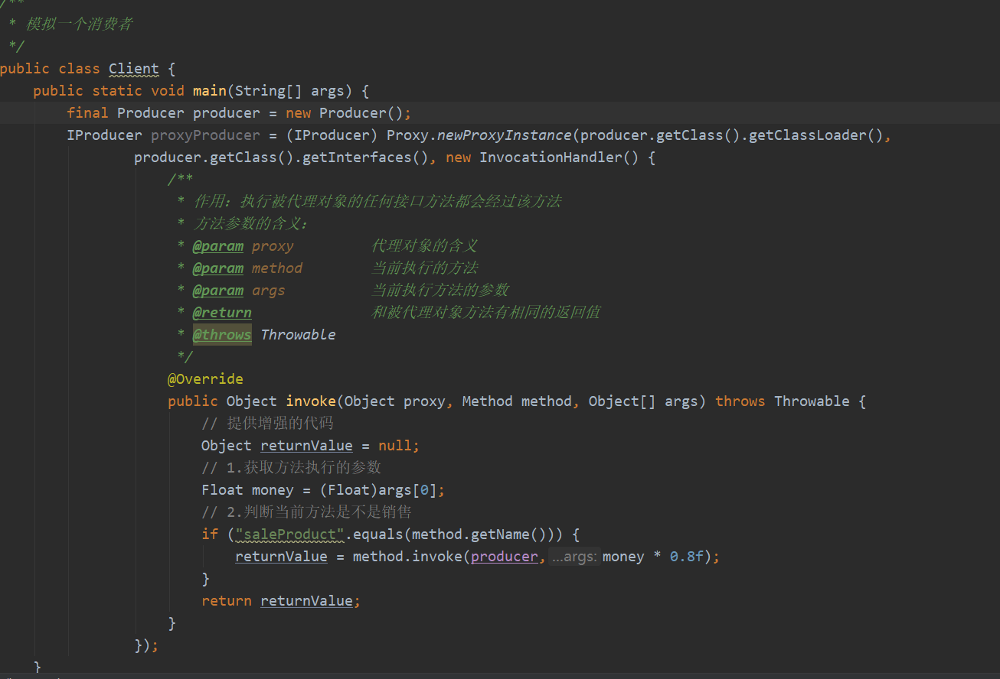 /**
* 模拟一个消费者
*/
public class Client {
public static void main(String[] args) {
final Producer producer = new Producer();
IProducer proxyProducer = (IProducer) Proxy.newProxyInstance(producer.getClass().getClassLoader(),
producer.getClass().getInterfaces(), new InvocationHandler() {
/**
* 作用: 执行被代理对象的任何接口方法都会经过该方法
* 方法参数的含义:
* @param proxy 代理对象的含义
* @param method 当前执行的方法
* @param args 当前执行方法的参数
* @return 和被代理对象方法有相同的返回值
* @throws Throwable
*/
@Override
public Object invoke(Object proxy, Method method, Object[] args) throws Throwable {
// 提供增强的代码
Object returnValue = null;
// 1.获取方法执行的参数
Float money = (Float)args[0];
// 2.判断当前方法是不是销售
if ("saleProduct".equals(method.getName())) {
returnValue = method.invoke(producer, ...args: money * 0.8f);
}
return returnValue;
}
});
}